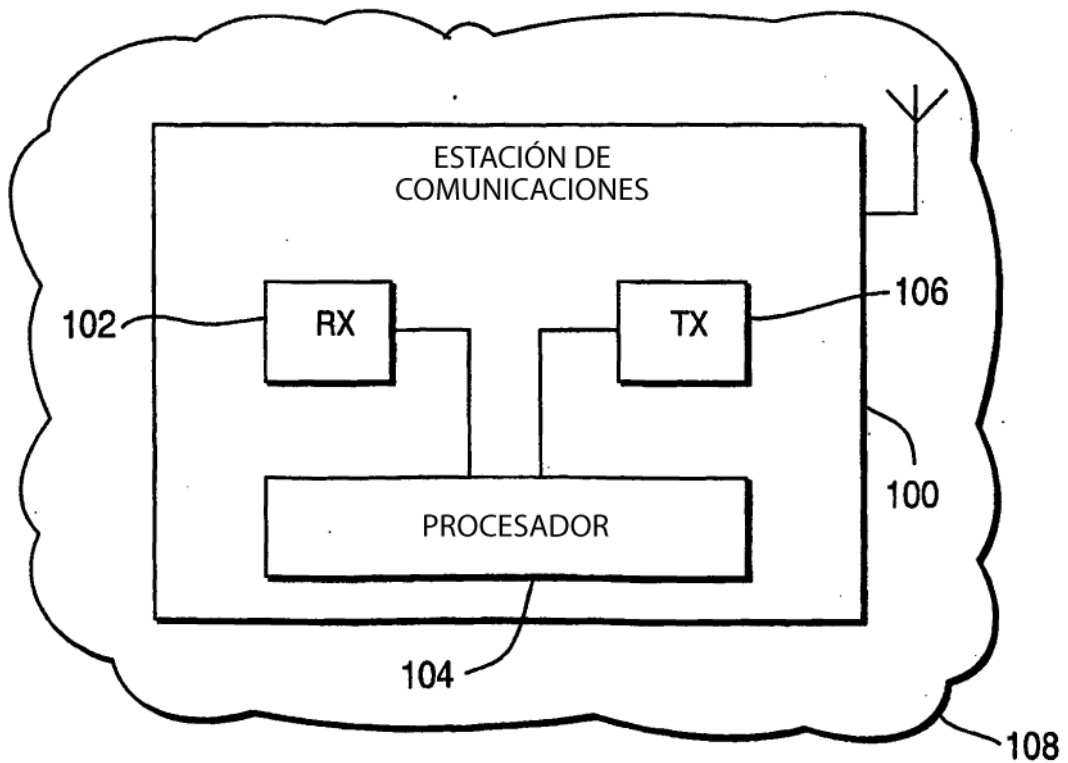 ESTACIÓN DE
COMUNICACIONES
102
RX
TX
106
100
PROCESADOR
104
108